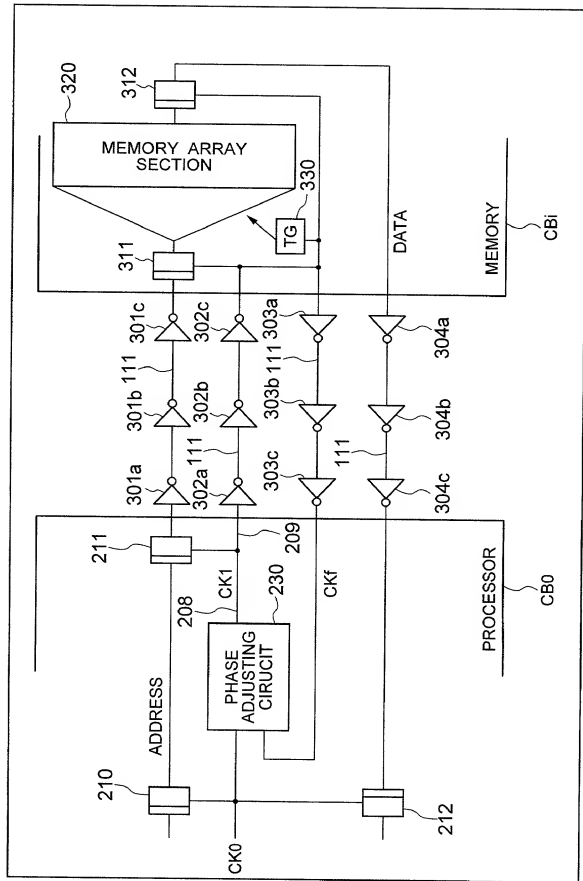 320
312
MEMORY ARRAY
SECTION
311
TG
330
DATA
MEMORY
CBi
301a
301b
301c
111
302a
302b
302c
111
303a
303b
303c
111
304a
304b
304c
111
211
209
208
CK1
230
CKf
PHASE
ADJUSTING
CIRUCIT
ADDRESS
PROCESSOR
CB0
210
CK0
212